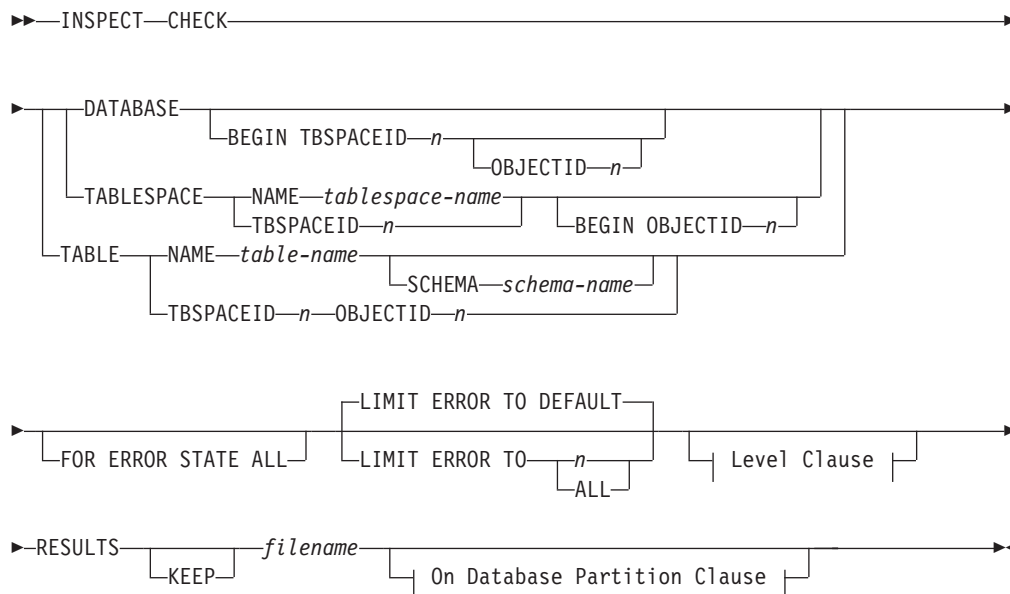 INSPECT CHECK
DATABASE
BEGIN TBSPACEID n
OBJECTID n
TABLESPACE NAME tablespace-name
TBSPACEID n BEGIN OBJECTID n
TABLE NAME table-name
SCHEMA schema-name
TBSPACEID n OBJECTID n
LIMIT ERROR TO DEFAULT
FOR ERROR STATE ALL LIMIT ERROR TO n Level Clause
ALL
RESULTS filename
KEEP On Database Partition Clause